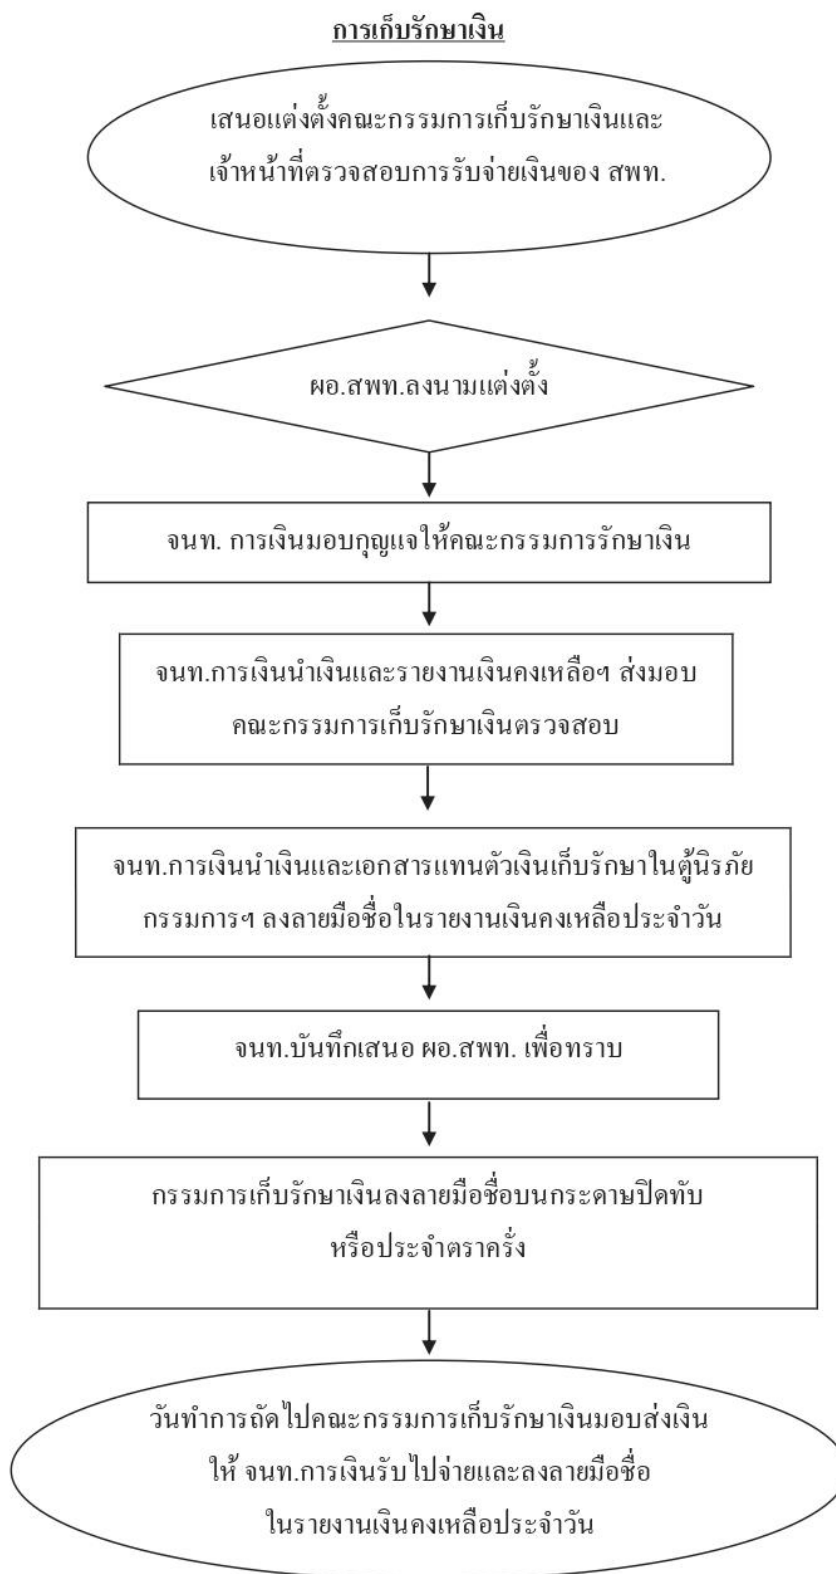 การเก็บรักษาเงิน
เสนอแต่งตั้งคณะกรรมการเก็บรักษาเงินและ
เจ้าหน้าที่ตรวจสอบการรับจ่ายเงินของ สพท.
ผอ.สพท.ลงนามแต่งตั้ง
จนท. การเงินมอบกุญแจให้คณะกรรมการรักษาเงิน
จนท.การเงินนำเงินและรายงานเงินคงเหลือฯ ส่งมอบ
คณะกรรมการเก็บรักษาเงินตรวจสอบ
จนท.การเงินนำเงินและเอกสารแทนตัวเงินเก็บรักษาในตู้นิรภัย
กรรมการฯ ลงลายมือชื่อในรายงานเงินคงเหลือประจำวัน
จนท.บันทึกเสนอ ผอ.สพท. เพื่อทราบ
กรรมการเก็บรักษาเงินลงลายมือชื่อบนกระดาษปิดทับ
หรือประจำตราครั่ง
วันทำการถัดไปคณะกรรมการเก็บรักษาเงินมอบส่งเงิน
ให้ จนท.การเงินรับไปจ่ายและลงลายมือชื่อ
ในรายงานเงินคงเหลือประจำวัน